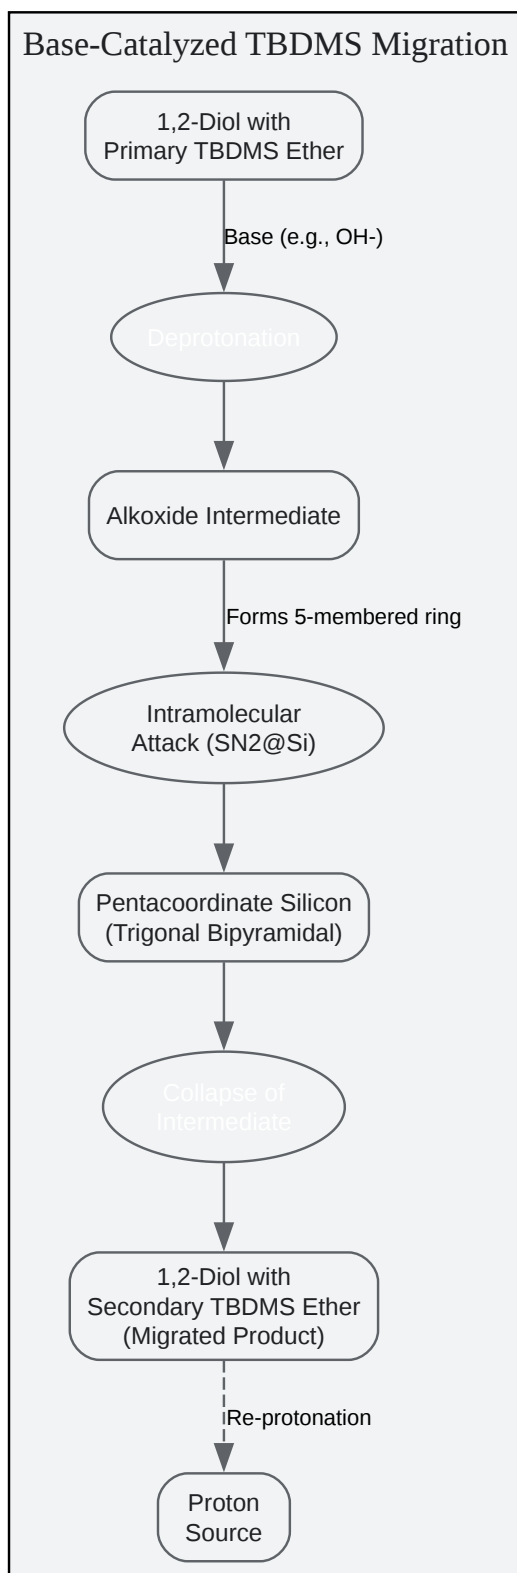 Base-Catalyzed TBDMS Migration
1,2-Diol with
Primary TBDMS Ether
Base (e.g., OH-)
Deprotonation
Alkoxide Intermediate
Forms 5-membered ring
Intramolecular
Attack (SN2@Si)
Pentacoordinate Silicon
(Trigonal Bipyramidal)
Collapse of
Intermediate
1,2-Diol with
Secondary TBDMS Ether
(Migrated Product)
Re-protonation
Proton
Source